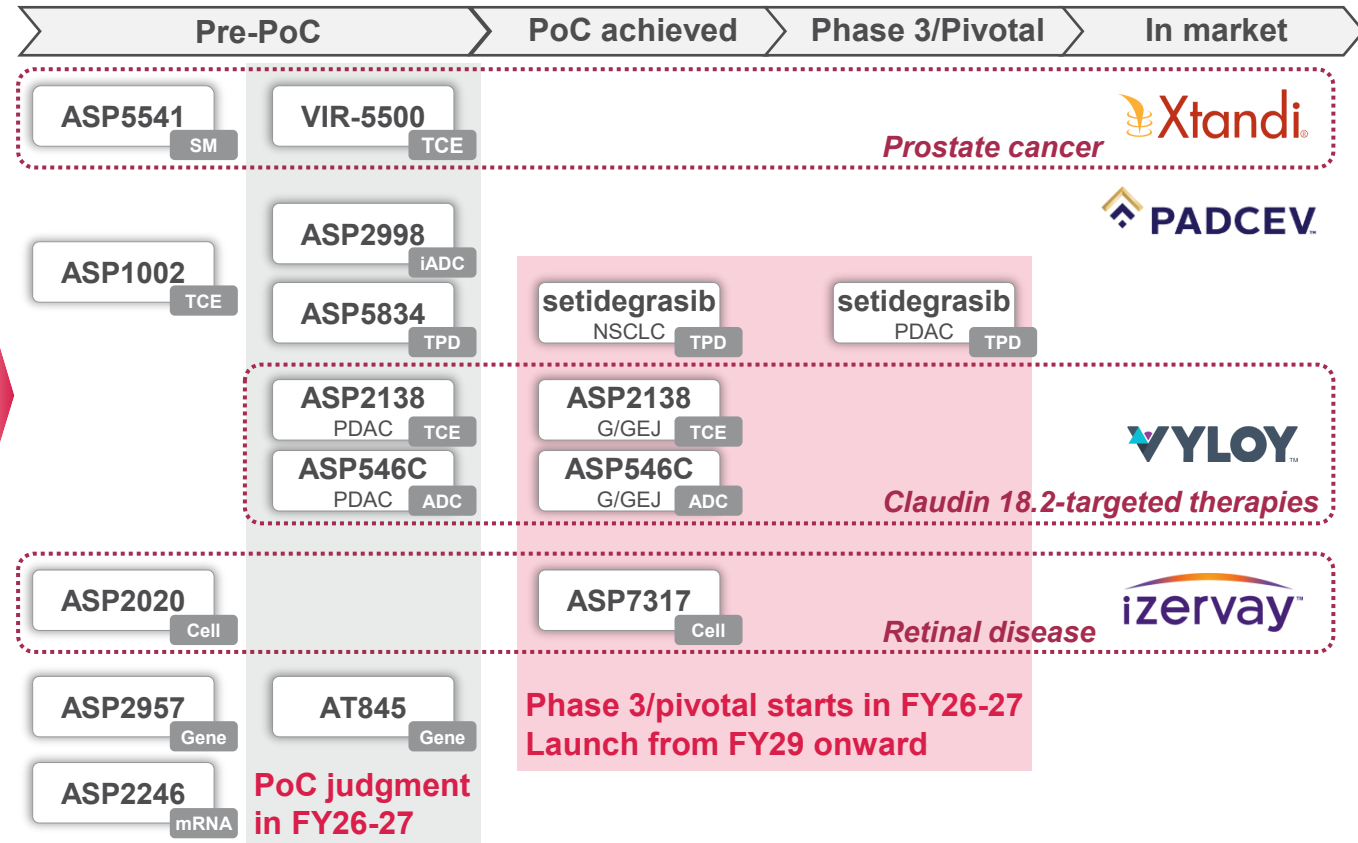 Pre-PoC
PoC achieved
Phase 3/Pivotal
In market
ASP5541
SM
VIR-5500
TCE
Prostate cancer
Xtandi®
PADCEV™
ASP1002
TCE
ASP2998
iADC
ASP5834
TPD
setidegrasib
NSCLC
TPD
setidegrasib
PDAC
TPD
ASP2138
PDAC
TCE
ASP2138
G/GEJ
TCE
ASP546C
PDAC
ADC
ASP546C
G/GEJ
ADC
VYLOY™
Claudin 18.2-targeted therapies
ASP2020
Cell
ASP7317
Cell
Retinal disease
izervay™
ASP2957
Gene
AT845
Gene
Phase 3/pivotal starts in FY26-27
Launch from FY29 onward
ASP2246
mRNA
PoC judgment
in FY26-27